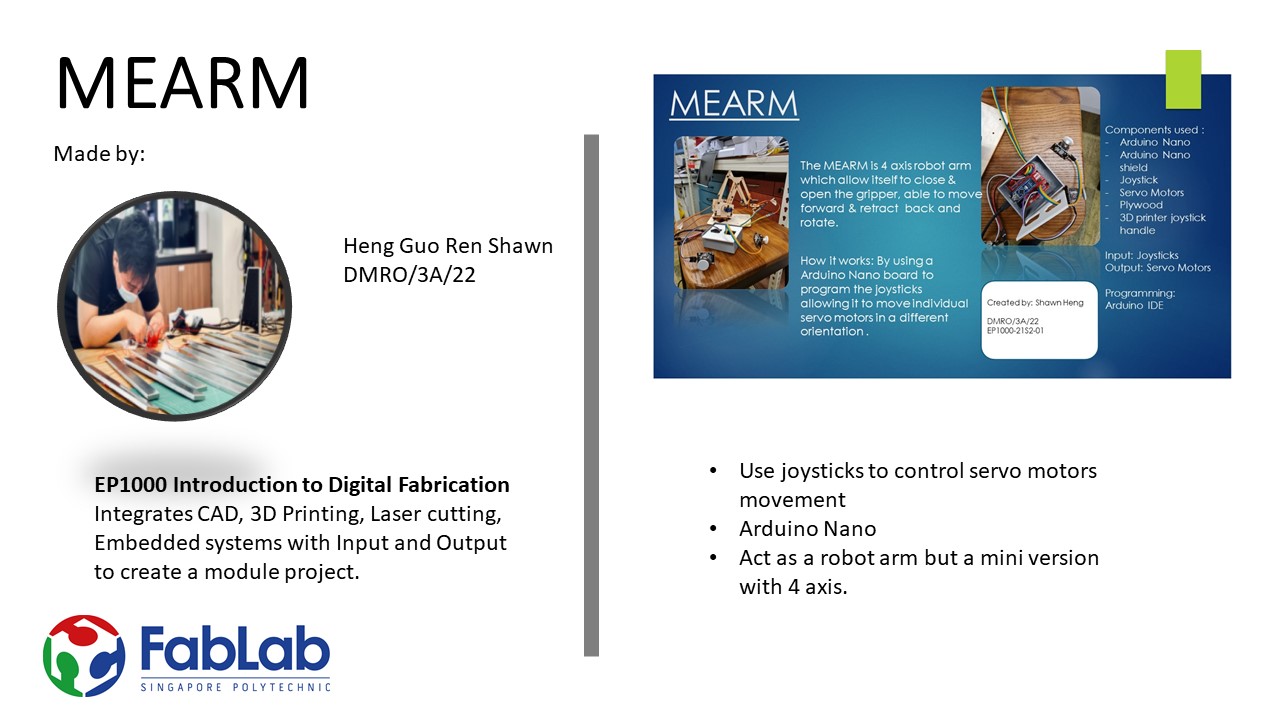 MEARM
Made by:
Heng Guo Ren Shawn
DMRO/3A/22
EP1000 Introduction to Digital Fabrication
Integrates CAD, 3D Printing, Laser cutting,
Embedded systems with Input and Output
to create a module project.
FabLab
SINGAPORE POLYTECHNIC
MEARM
The MEARM is 4 axis robot arm
which allow itself to close &
open the gripper, able to move
forward & retract back and
rotate.
How it works: By using a
Arduino Nano board to
program the joysticks
allowing it to move individual
servo motors in a different
orientation .
Created by: Shawn Heng
DMRO/3A/22
EP1000-21S2-01
Components used :
- Arduino Nano
- Arduino Nano
shield
- Joystick
- Servo Motors
- Plywood
- 3D printer joystick
handle
Input: Joysticks
Output: Servo Motors
Programming:
Arduino IDE
• Use joysticks to control servo motors
movement
• Arduino Nano
• Act as a robot arm but a mini version
with 4 axis.